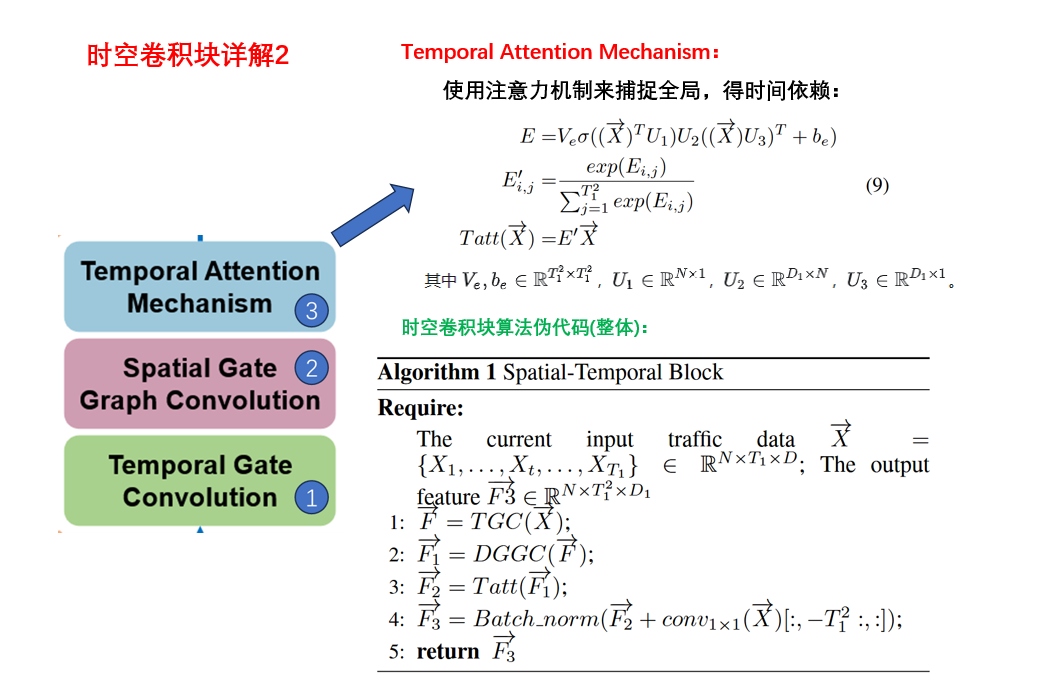 时空卷积块详解2
Temporal Attention Mechanism：
使用注意力机制来捕捉全局，得时间依赖：
$E = V_e \sigma((\overrightarrow{X})^T U_1) U_2 ((\overrightarrow{X}) U_3)^T + b_e)$
$E'_{i,j} = \frac{exp(E_{i,j})}{\sum_{j=1}^{T_1^2} exp(E_{i,j})}$ (9)
$Tatt(\overrightarrow{X}) = E' \overrightarrow{X}$
其中 $V_e, b_e \in \mathbb{R}^{T_1^2 \times T_1^2}$， $U_1 \in \mathbb{R}^{N \times 1}$， $U_2 \in \mathbb{R}^{D_1 \times N}$， $U_3 \in \mathbb{R}^{D_1 \times 1}$。
Temporal Attention
Mechanism 3
Spatial Gate 2
Graph Convolution
Temporal Gate
Convolution 1
时空卷积块算法伪代码(整体)：
Algorithm 1 Spatial-Temporal Block
Require:
The current input traffic data $\overrightarrow{X}$ =
$\{X_1, \ldots, X_t, \ldots, X_{T_1}\} \in \mathbb{R}^{N \times T_1 \times D}$; The output
feature $\overrightarrow{F3} \in \mathbb{R}^{N \times T_1^2 \times D_1}$
1: $\overrightarrow{F} = TGC(\overrightarrow{X})$;
2: $\overrightarrow{F_1} = DGGC(\overrightarrow{F})$;
3: $\overrightarrow{F_2} = Tatt(\overrightarrow{F_1})$;
4: $\overrightarrow{F_3} = Batch\_norm(\overrightarrow{F_2} + conv_{1 \times 1}(\overrightarrow{X})[:, -T_1^2 :, :])$;
5: return $\overrightarrow{F_3}$